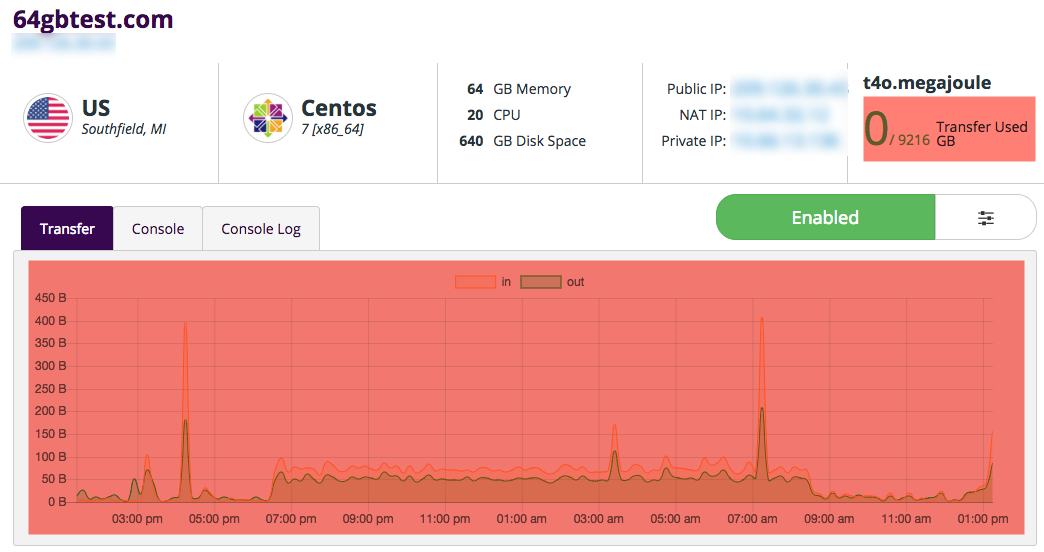 64gbtest.com
US
Southfield, MI
Centos
7 [x86_64]
64 GB Memory
20 CPU
640 GB Disk Space
Public IP:
NAT IP:
Private IP:
t4o.megajoule
0 / 9216 Transfer Used
GB
Transfer Console Console Log
Enabled
in out
450 B
400 B
350 B
300 B
250 B
200 B
150 B
100 B
50 B
0 B
03:00 pm 05:00 pm 07:00 pm 09:00 pm 11:00 pm 01:00 am 03:00 am 05:00 am 07:00 am 09:00 am 11:00 am 01:00 pm